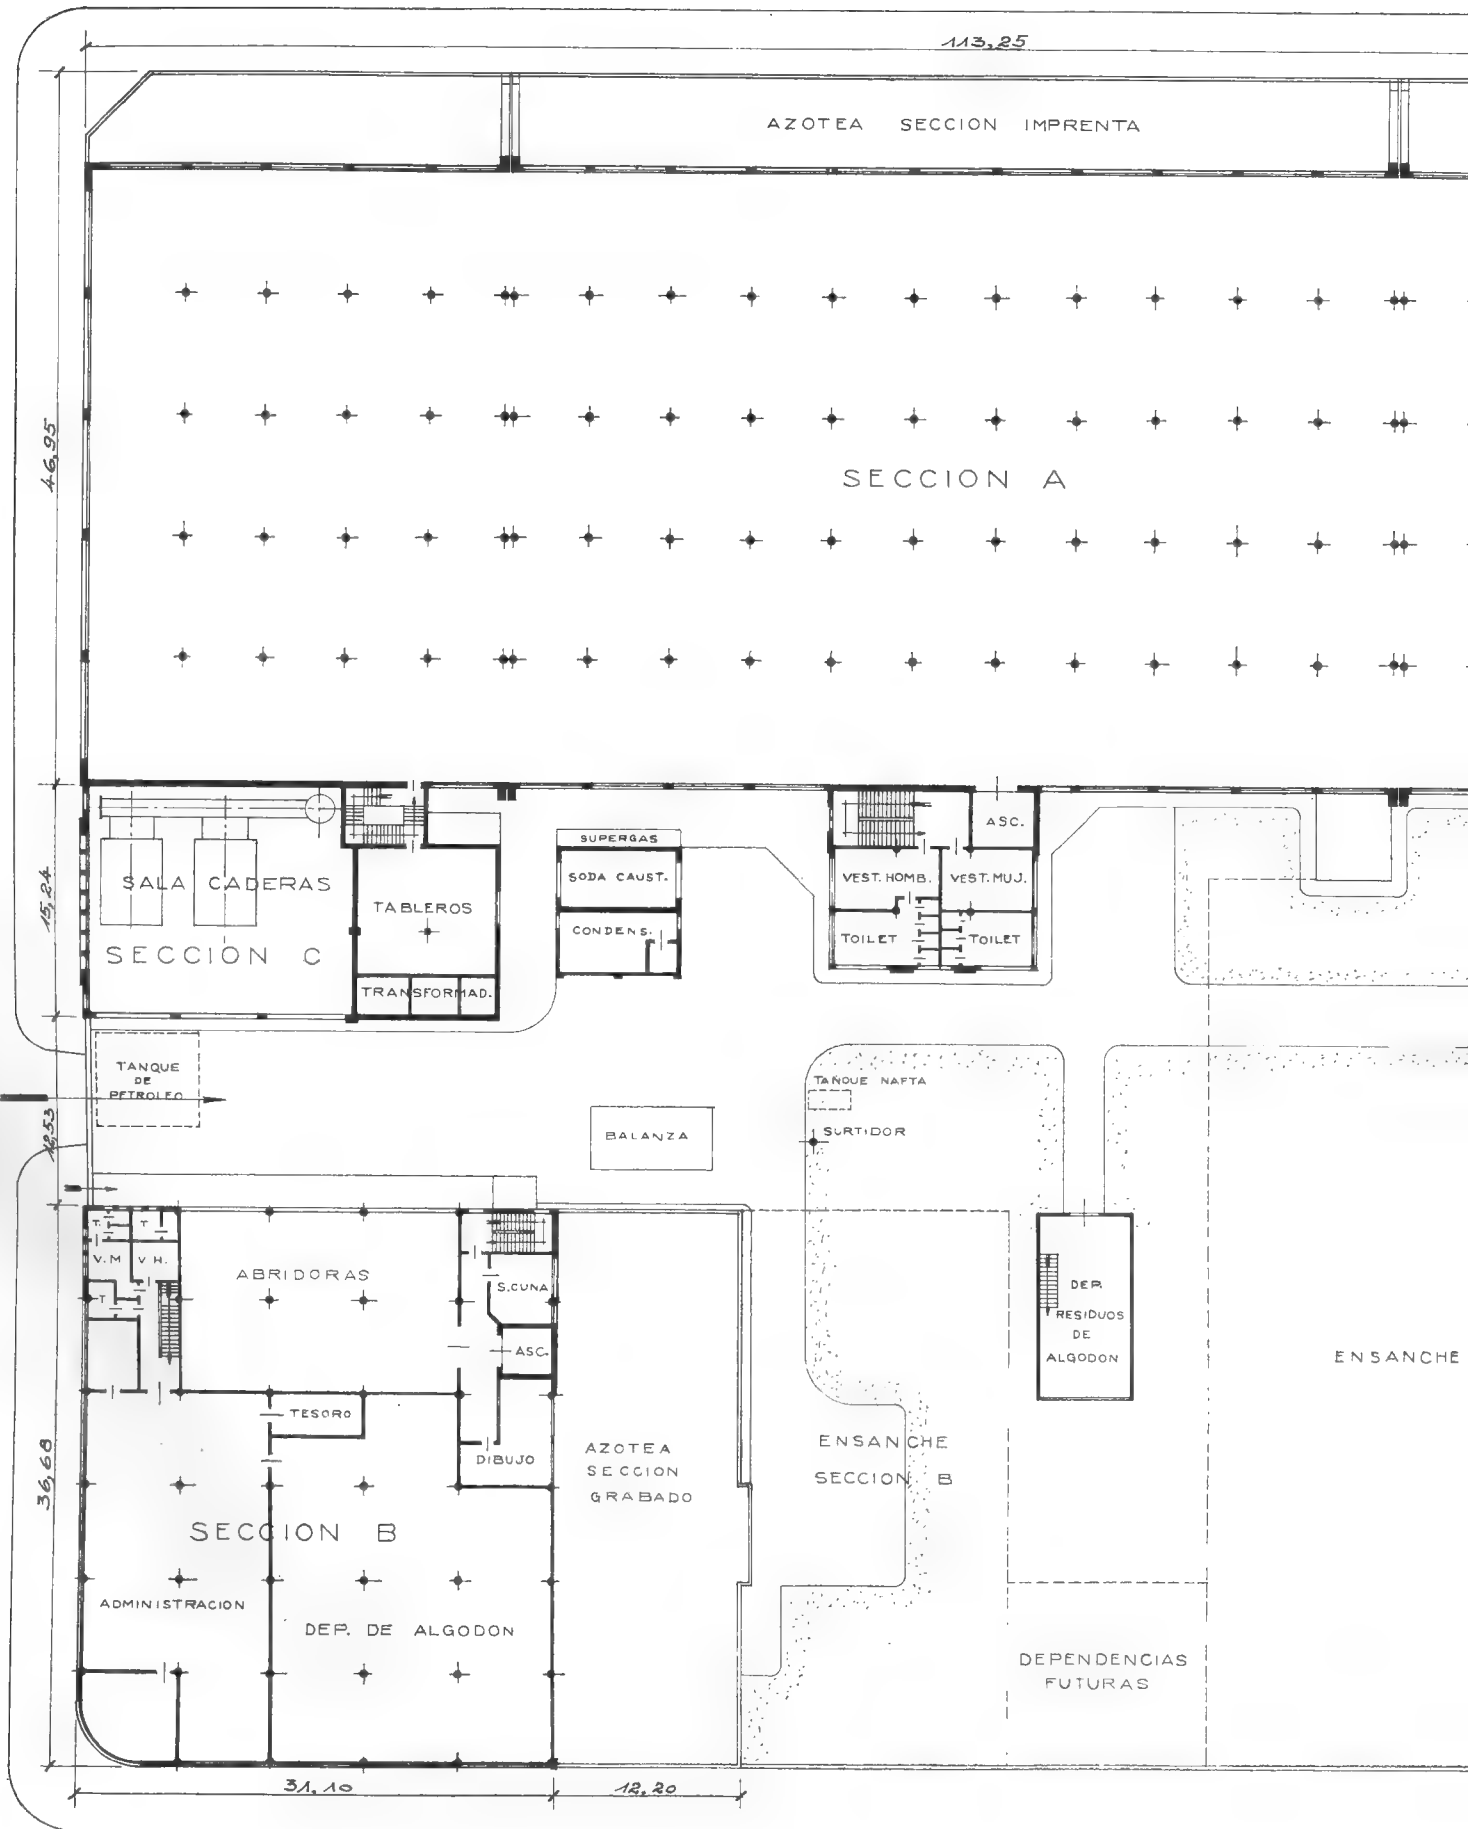 113,25
AZOTEA SECCION IMPRENTA
46,95
SECCION A
SALA CADERAS
SECCION C
TABLEROS
TRANSFORMAD.
15,24
SUPERGAS
SODA CAUST.
CONDENS.
ASC.
VEST. HOMB.
VEST. MUJ.
TOILET
TOILET
TANQUE
DE
PETROLEO
12,53
BALANZA
TANQUE NAFTA
SURTIDOR
T.
T.
V.M
V.H.
T
ABRIDORAS
S.CUNA
ASC.
TESORO
DIBUJO
36,68
SECCION B
ADMINISTRACION
DEP. DE ALGODON
AZOTEA
SECCION
GRABADO
ENSANCHE
SECCION B
DEP.
RESIDUOS
DE
ALGODON
ENSANCHE
DEPENDENCIAS
FUTURAS
31,10
12,20